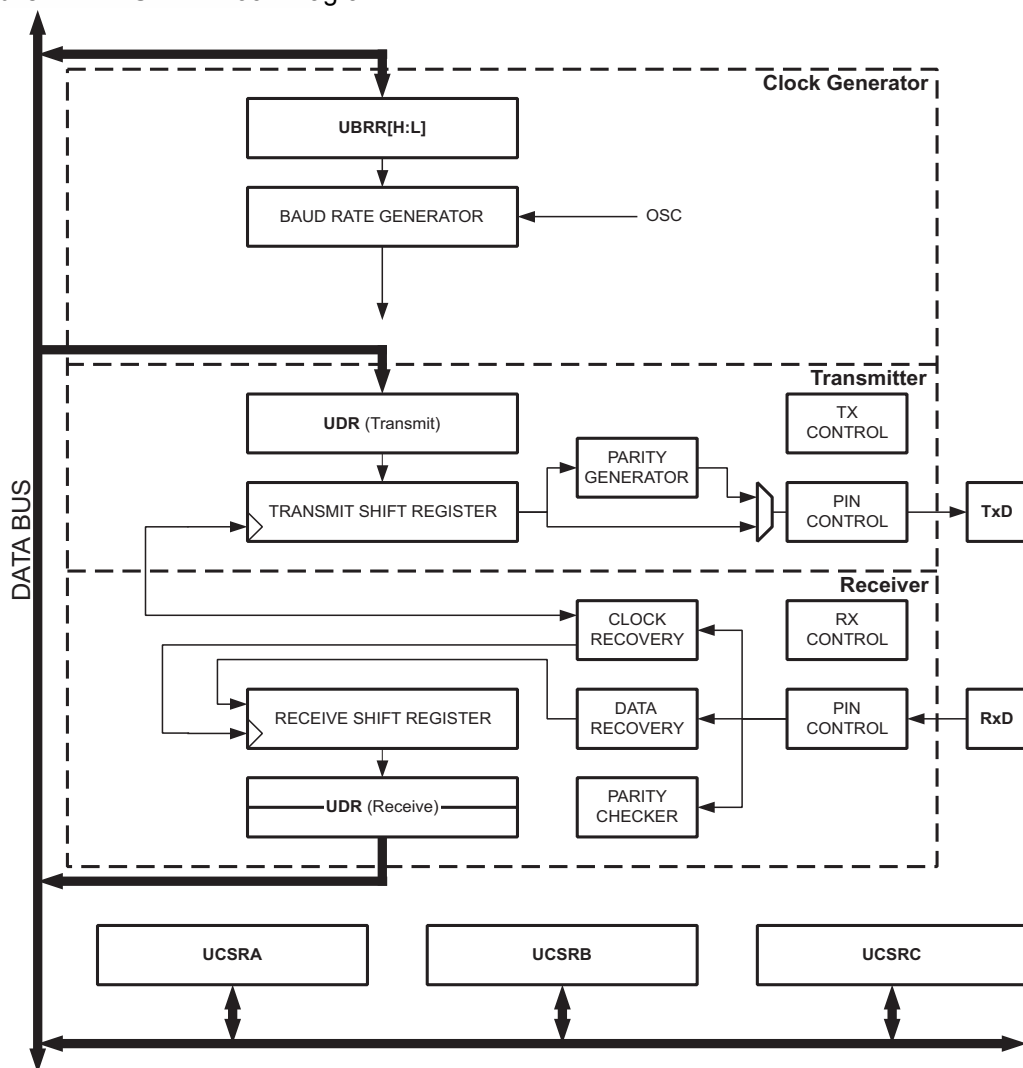 Clock Generator
UBRR[H:L]
BAUD RATE GENERATOR
OSC
Transmitter
UDR (Transmit)
TX
CONTROL
PARITY
GENERATOR
TRANSMIT SHIFT REGISTER
PIN
CONTROL
TxD
DATA BUS
Receiver
CLOCK
RECOVERY
RX
CONTROL
RECEIVE SHIFT REGISTER
DATA
RECOVERY
PIN
CONTROL
RxD
UDR (Receive)
PARITY
CHECKER
UCSRA
UCSRB
UCSRC